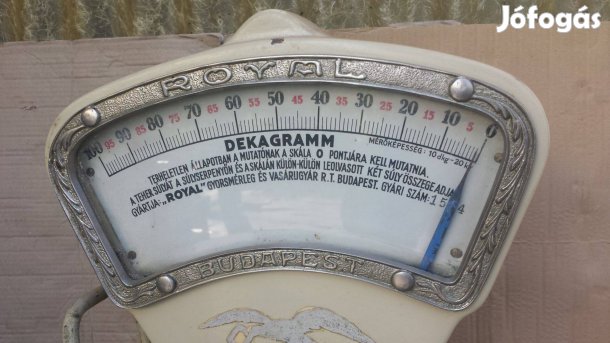 Jófogás
ROYAL
100 95 90 85 80 75 70 65 60 55 50 45 40 35 30 25 20 15 10 5 0
DEKAGRAMM
MÉRŐKÉPESSÉG - 10 dkg - 20
TERHELETLEN ÁLLAPOTBAN A MUTATÓNAK A SKÁLA 0 PONTJÁRA KELL MUTATNIA.
A TEHER SÚLYÁT A SÚLYSERPENYŐN ÉS A SKÁLÁN KÜLÖN-KÜLÖN LEOLVASOTT KÉT SÚLY ÖSSZEGE ADJA
GYÁRTJA: „ROYAL" GYORSMÉRLEG ÉS VASÁRUGYÁR R.T. BUDAPEST. GYÁRI SZÁM:
BUDAPEST